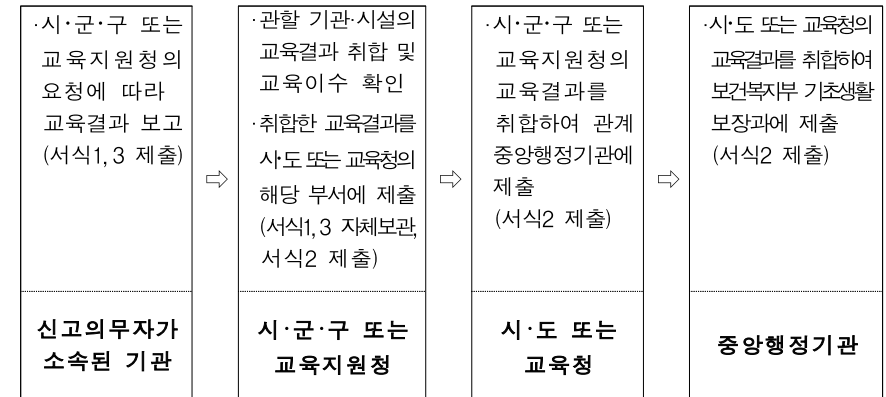 ·시·군·구 또는
교육지원청의
요청에 따라
교육결과 보고
(서식1, 3 제출)
신고의무자가
소속된 기관
⇨
·관할 기관·시설의
교육결과 취합 및
교육이수 확인
·취합한 교육결과를
시·도 또는 교육청의
해당 부서에 제출
(서식1, 3 자체보관,
서식2 제출)
시·군·구 또는
교육지원청
⇨
·시·군·구 또는
교육지원청의
교육결과를
취합하여 관계
중앙행정기관에
제출
(서식2 제출)
시·도 또는
교육청
⇨
·시·도 또는 교육청의
교육결과를 취합하여
보건복지부 기초생활
보장과에 제출
(서식2 제출)
중앙행정기관